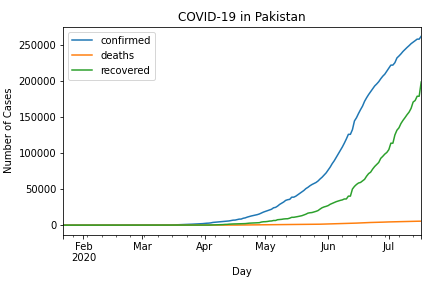 COVID-19 in Pakistan
confirmed
deaths
recovered
Number of Cases
250000
200000
150000
100000
50000
0
Feb
2020
Mar
Apr
May
Jun
Jul
Day